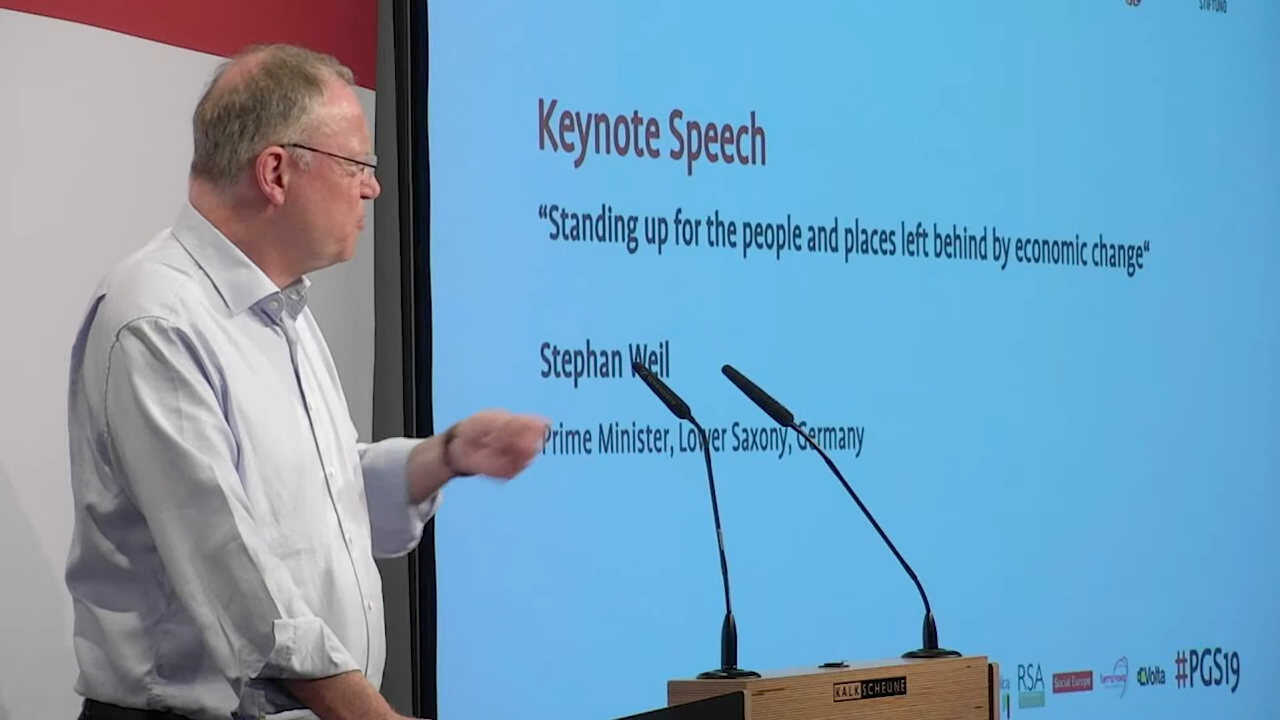 STIFTUNG
Keynote Speech
“Standing up for the people and places left behind by economic change“
Stephan Weil
Prime Minister, Lower Saxony, Germany
KALKSCHEUNE
RSA
Social Europe
Volta
#PGS19